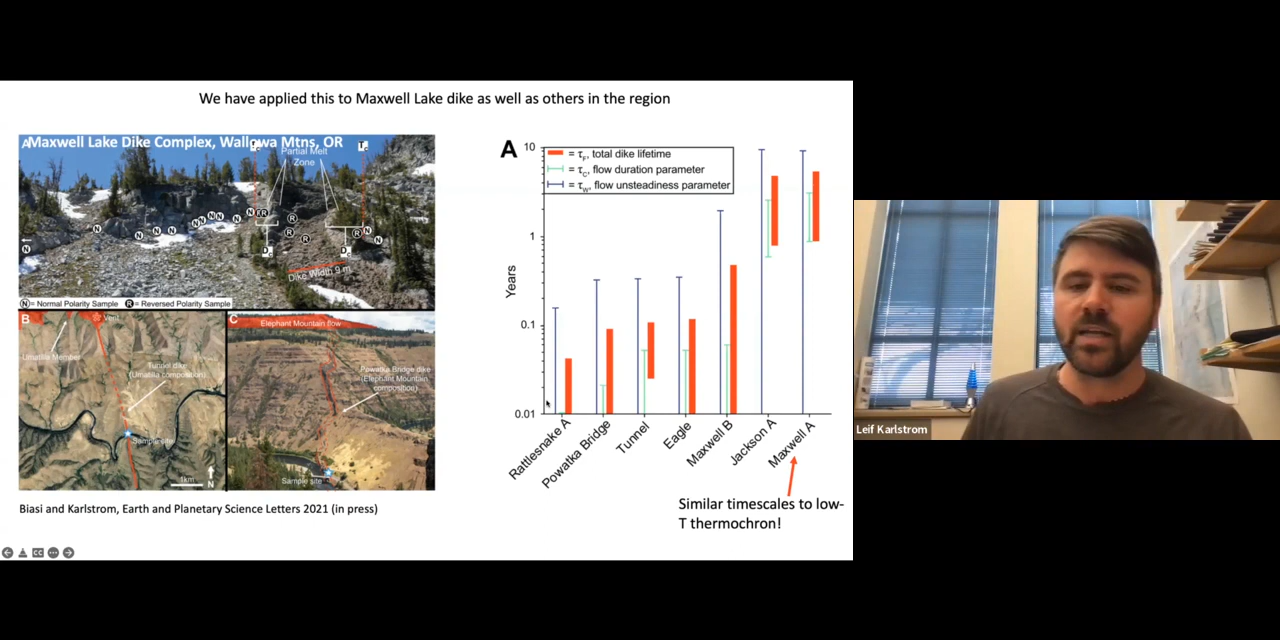 We have applied this to Maxwell Lake dike as well as others in the region
A
Maxwell Lake Dike Complex, Wallowa Mtns, OR
Partial Melt
Zone
N N N N N N N N R R R R R N N N
Dike Width 9 m
N = Normal Polarity Sample R = Reversed Polarity Sample
B
Vent
Umatilla Member
Tunnel dike
(Umatilla composition)
Sample site
1km
N
C
Elephant Mountain flow
Powatka Bridge dike
(Elephant Mountain
composition)
Sample site
Biasi and Karlstrom, Earth and Planetary Science Letters 2021 (in press)
A
= τF, total dike lifetime
= τC, flow duration parameter
= τW, flow unsteadiness parameter
Years
10
1
0.1
0.01
Rattlesnake A
Powatka Bridge
Tunnel
Eagle
Maxwell B
Jackson A
Maxwell A
Similar timescales to low-
T thermochron!
CC
Leif Karlstrom